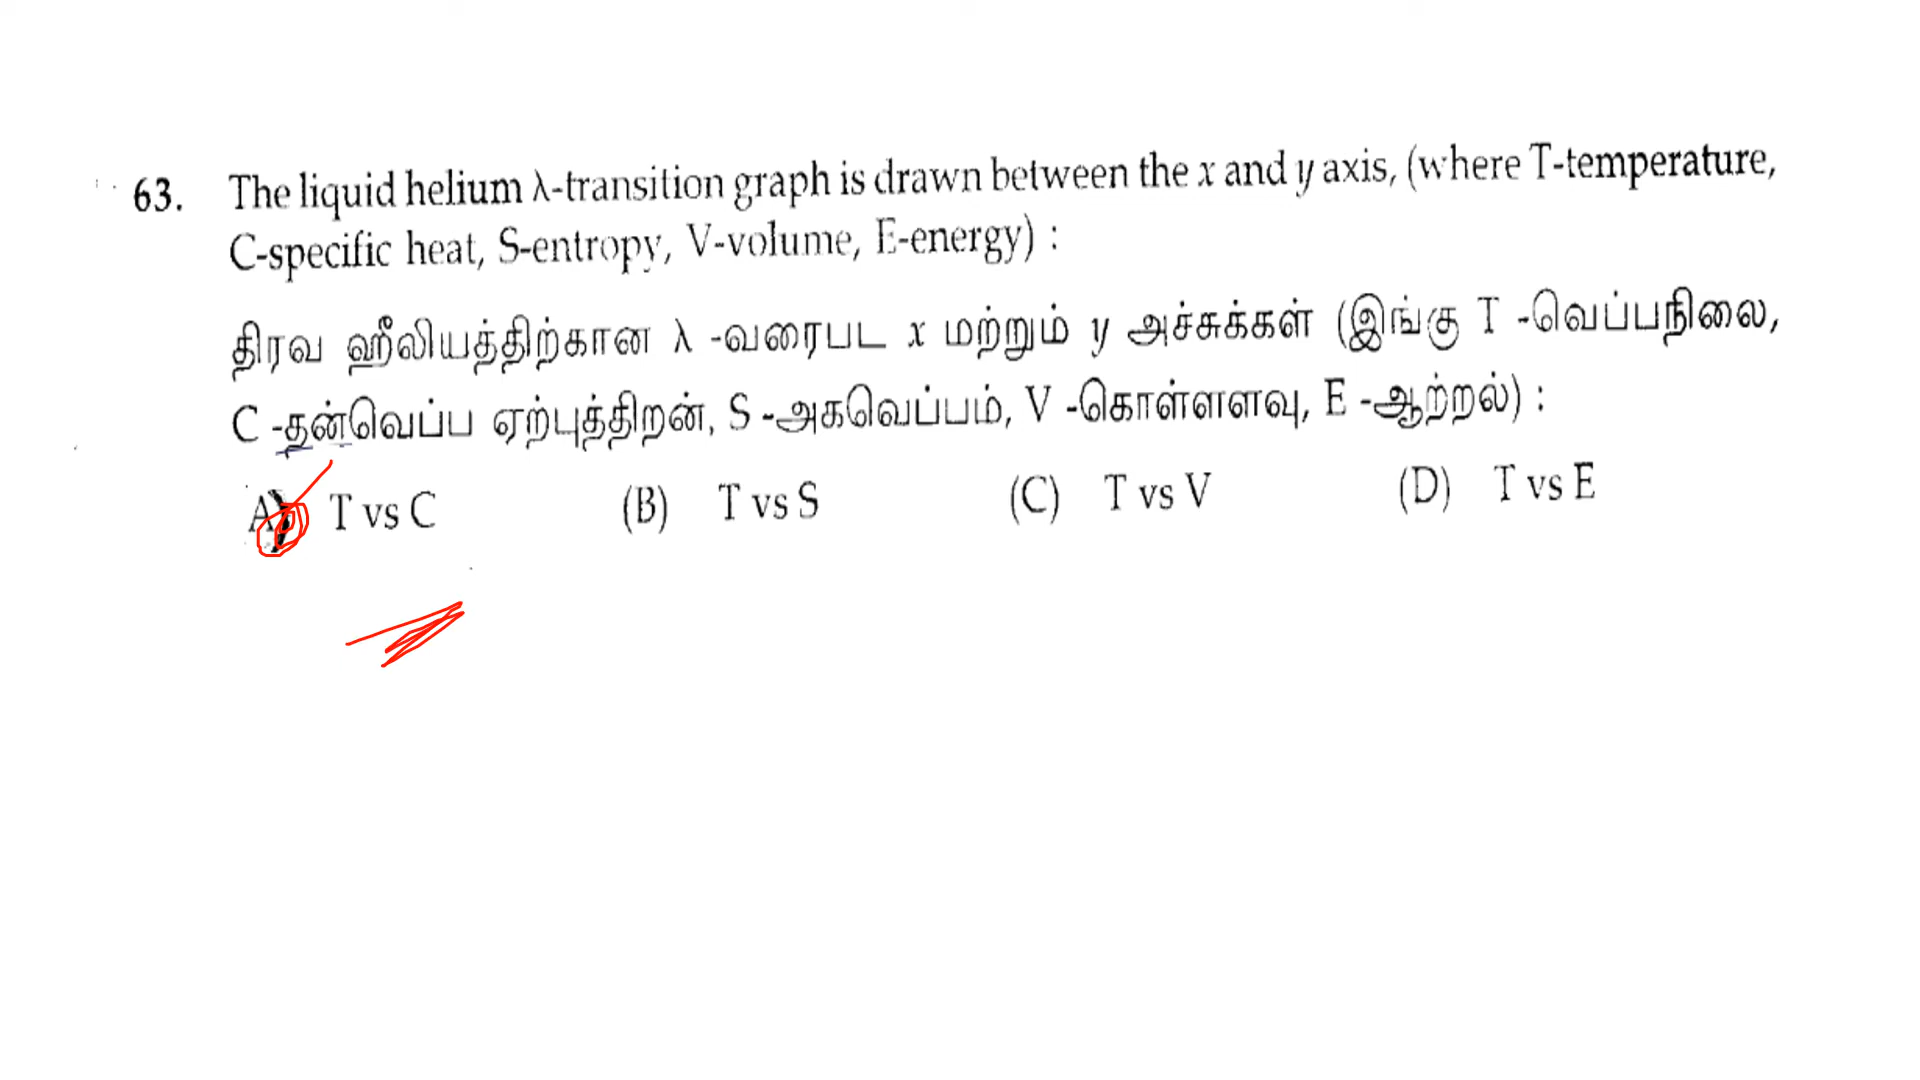 63. The liquid helium λ-transition graph is drawn between the x and y axis, (where T-temperature,
C-specific heat, S-entropy, V-volume, E-energy) :
திரவ ஹீலியத்திற்கான λ -வரைபட x மற்றும் y அச்சுக்கள் (இங்கு T -வெப்பநிலை,
C -தன்வெப்ப ஏற்புத்திறன், S -அகவெப்பம், V -கொள்ளளவு, E -ஆற்றல்) :
A) T vs C (B) T vs S (C) T vs V (D) T vs E